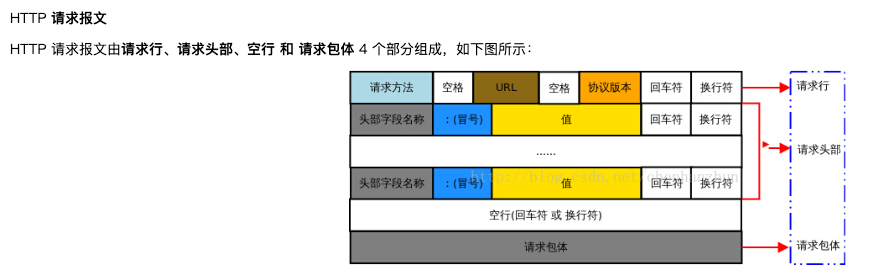 HTTP 请求报文
HTTP 请求报文由请求行、请求头部、空行 和 请求包体 4 个部分组成，如下图所示：
请求方法 空格 URL 空格 协议版本 回车符 换行符 请求行
头部字段名称 : (冒号) 值 回车符 换行符
...... 请求头部
头部字段名称 : (冒号) 值 回车符 换行符
空行(回车符 或 换行符)
请求包体 请求包体